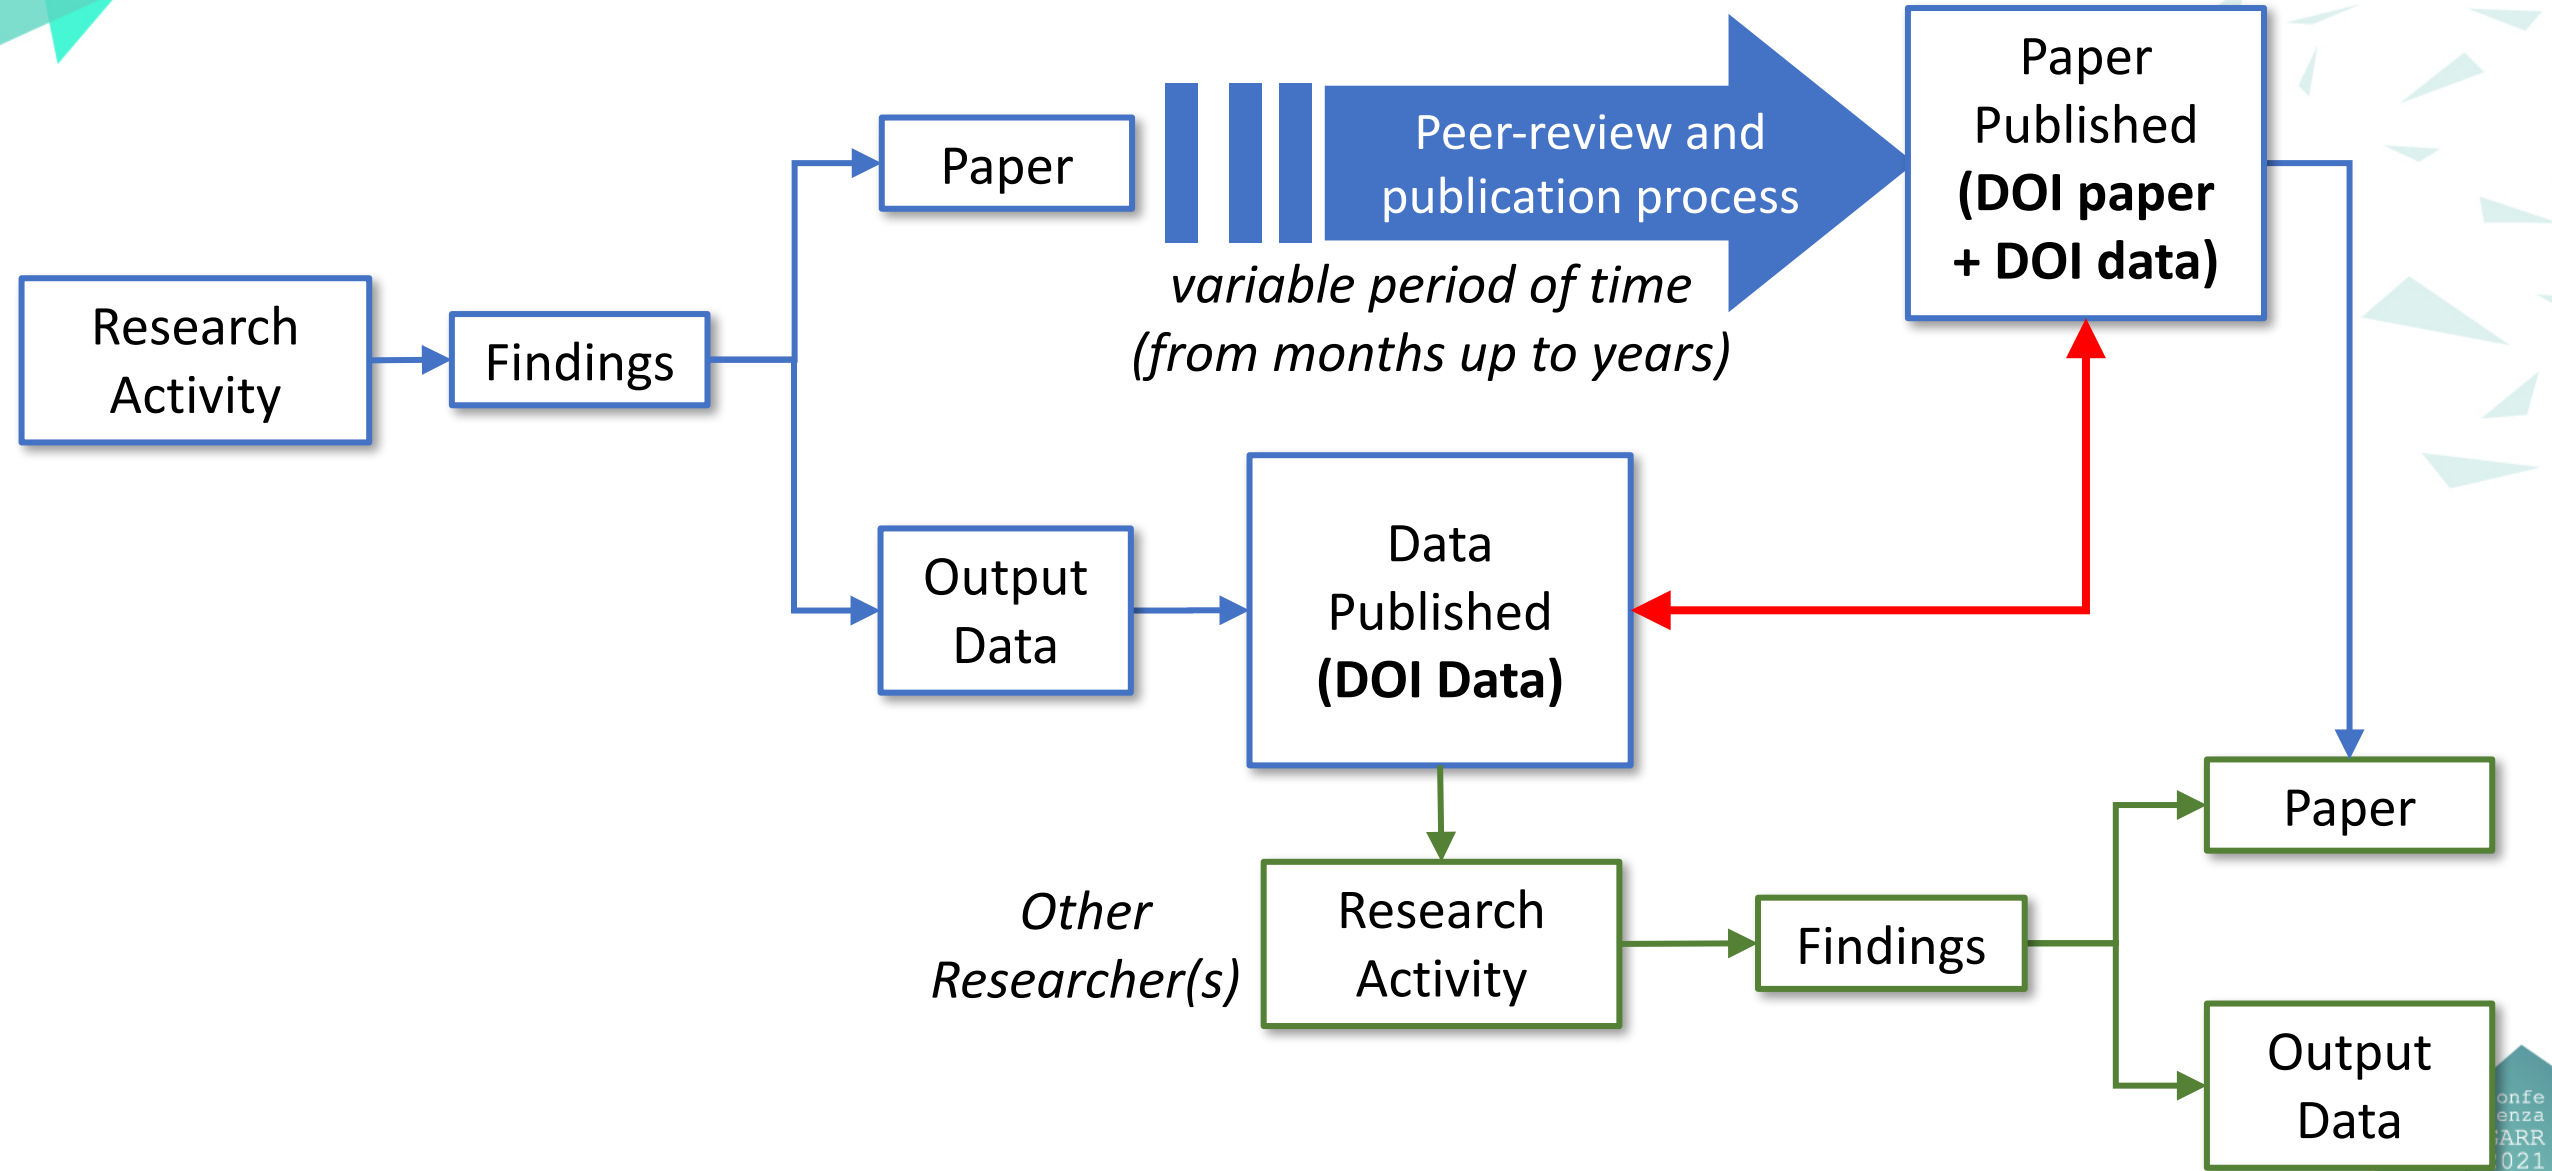 Research
Activity
Findings
Paper
Peer-review and
publication process
variable period of time
(from months up to years)
Paper
Published
(DOI paper
+ DOI data)
Output
Data
Data
Published
(DOI Data)
Other
Researcher(s)
Research
Activity
Findings
Paper
Output
Data